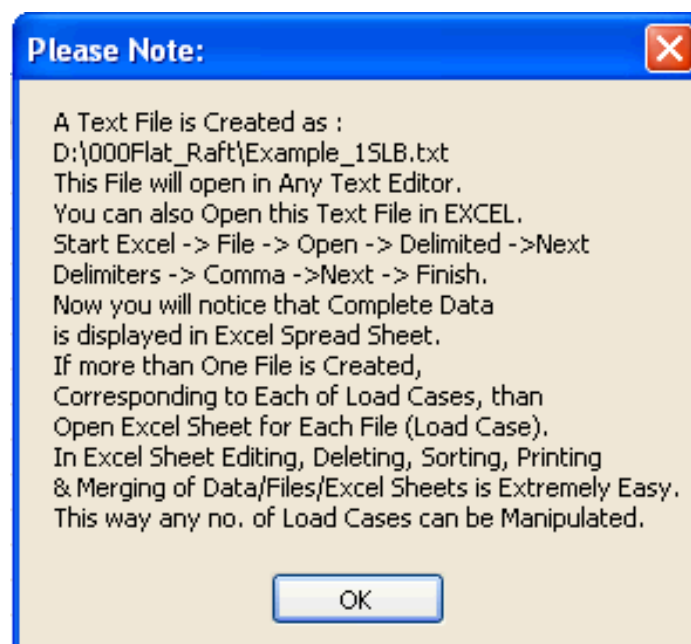 Please Note:
A Text File is Created as :
D:\000Flat_Raft\Example_1SLB.txt
This File will open in Any Text Editor.
You can also Open this Text File in EXCEL.
Start Excel -> File -> Open -> Delimited ->Next
Delimiters -> Comma ->Next -> Finish.
Now you will notice that Complete Data
is displayed in Excel Spread Sheet.
If more than One File is Created,
Corresponding to Each of Load Cases, than
Open Excel Sheet for Each File (Load Case).
In Excel Sheet Editing, Deleting, Sorting, Printing
& Merging of Data/Files/Excel Sheets is Extremely Easy.
This way any no. of Load Cases can be Manipulated.
OK